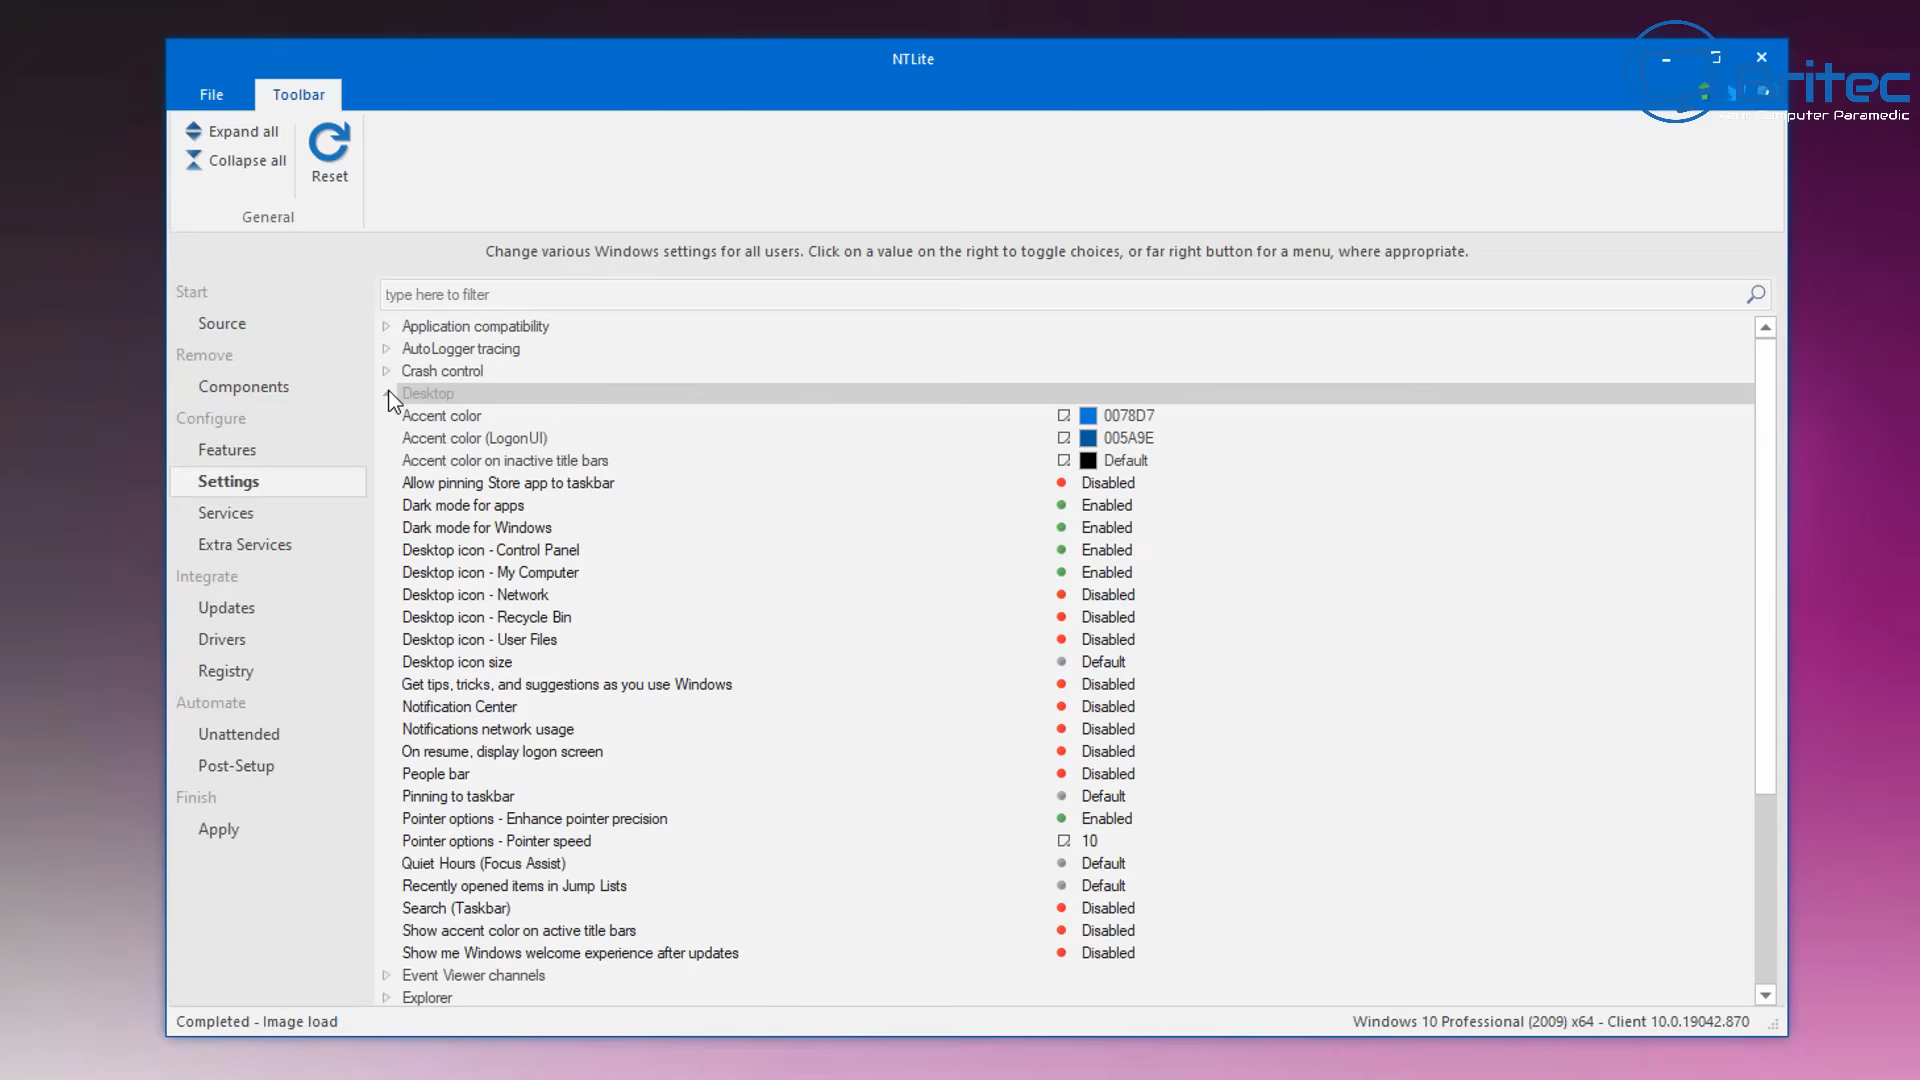 NTLite
File
Toolbar
Britec
Your Computer Paramedic
Expand all
Collapse all
Reset
General
Change various Windows settings for all users. Click on a value on the right to toggle choices, or far right button for a menu, where appropriate.
Start
Source
Remove
Components
Configure
Features
Settings
Services
Extra Services
Integrate
Updates
Drivers
Registry
Automate
Unattended
Post-Setup
Finish
Apply
type here to filter
Application compatibility
AutoLogger tracing
Crash control
Desktop
Accent color 0078D7
Accent color (LogonUI) 005A9E
Accent color on inactive title bars Default
Allow pinning Store app to taskbar Disabled
Dark mode for apps Enabled
Dark mode for Windows Enabled
Desktop icon - Control Panel Enabled
Desktop icon - My Computer Enabled
Desktop icon - Network Disabled
Desktop icon - Recycle Bin Disabled
Desktop icon - User Files Disabled
Desktop icon size Default
Get tips, tricks, and suggestions as you use Windows Disabled
Notification Center Disabled
Notifications network usage Disabled
On resume, display logon screen Disabled
People bar Disabled
Pinning to taskbar Default
Pointer options - Enhance pointer precision Enabled
Pointer options - Pointer speed 10
Quiet Hours (Focus Assist) Default
Recently opened items in Jump Lists Default
Search (Taskbar) Disabled
Show accent color on active title bars Disabled
Show me Windows welcome experience after updates Disabled
Event Viewer channels
Explorer
Completed - Image load
Windows 10 Professional (2009) x64 - Client 10.0.19042.870